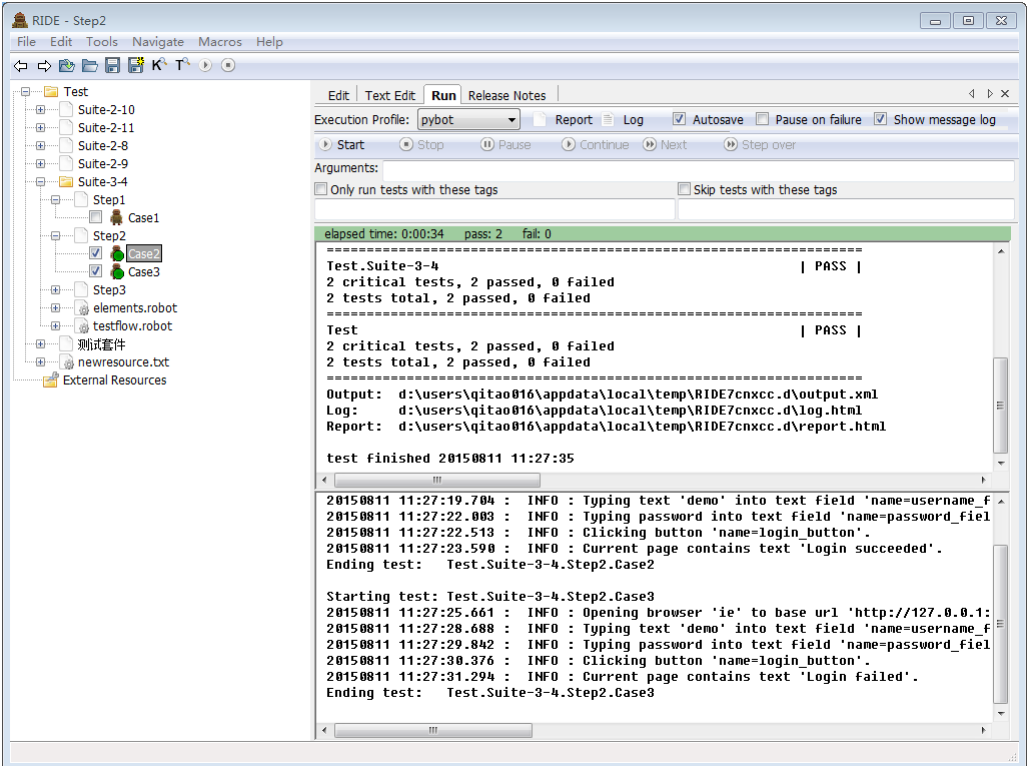 RIDE - Step2
File Edit Tools Navigate Macros Help
Test
Suite-2-10
Suite-2-11
Suite-2-8
Suite-2-9
Suite-3-4
Step1
Case1
Step2
Case2
Case3
Step3
elements.robot
testflow.robot
测试套件
newresource.txt
External Resources
Edit Text Edit Run Release Notes
Execution Profile: pybot Report Log Autosave Pause on failure Show message log
Start Stop Pause Continue Next Step over
Arguments:
Only run tests with these tags Skip tests with these tags
elapsed time: 0:00:34 pass: 2 fail: 0
==============================================================================
Test.Suite-3-4 | PASS |
2 critical tests, 2 passed, 0 failed
2 tests total, 2 passed, 0 failed
==============================================================================
Test | PASS |
2 critical tests, 2 passed, 0 failed
2 tests total, 2 passed, 0 failed
==============================================================================
Output: d:\users\qitao016\appdata\local\temp\RIDE7cnxcc.d\output.xml
Log: d:\users\qitao016\appdata\local\temp\RIDE7cnxcc.d\log.html
Report: d:\users\qitao016\appdata\local\temp\RIDE7cnxcc.d\report.html
test finished 20150811 11:27:35
20150811 11:27:19.704 : INFO : Typing text 'demo' into text field 'name=username_f
20150811 11:27:22.003 : INFO : Typing password into text field 'name=password_fiel
20150811 11:27:22.513 : INFO : Clicking button 'name=login_button'.
20150811 11:27:23.590 : INFO : Current page contains text 'Login succeeded'.
Ending test: Test.Suite-3-4.Step2.Case2
Starting test: Test.Suite-3-4.Step2.Case3
20150811 11:27:25.661 : INFO : Opening browser 'ie' to base url 'http://127.0.0.1:
20150811 11:27:28.688 : INFO : Typing text 'demo' into text field 'name=username_f
20150811 11:27:29.842 : INFO : Typing password into text field 'name=password_fiel
20150811 11:27:30.376 : INFO : Clicking button 'name=login_button'.
20150811 11:27:31.294 : INFO : Current page contains text 'Login failed'.
Ending test: Test.Suite-3-4.Step2.Case3